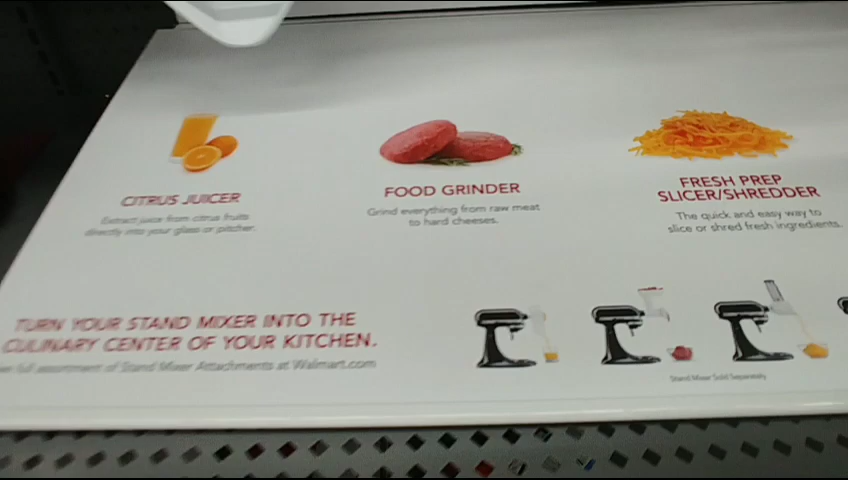 CITRUS JUICER
Extract juice from citrus fruits
directly into your glass or pitcher.
FOOD GRINDER
Grind everything from raw meat
to hard cheeses.
FRESH PREP
SLICER/SHREDDER
The quick and easy way to
slice or shred fresh ingredients.
TURN YOUR STAND MIXER INTO THE
CULINARY CENTER OF YOUR KITCHEN.
full assortment of Stand Mixer Attachments at Walmart.com
Stand Mixer Sold Separately